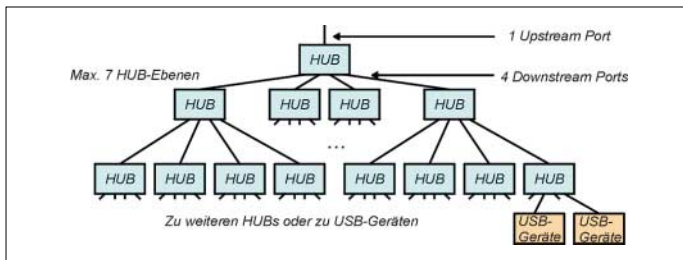 1 Upstream Port
HUB
Max. 7 HUB-Ebenen
4 Downstream Ports
HUB HUB HUB HUB
...
HUB HUB HUB HUB HUB HUB HUB HUB
Zu weiteren HUBs oder zu USB-Geräten
USB- USB-
Geräte Geräte